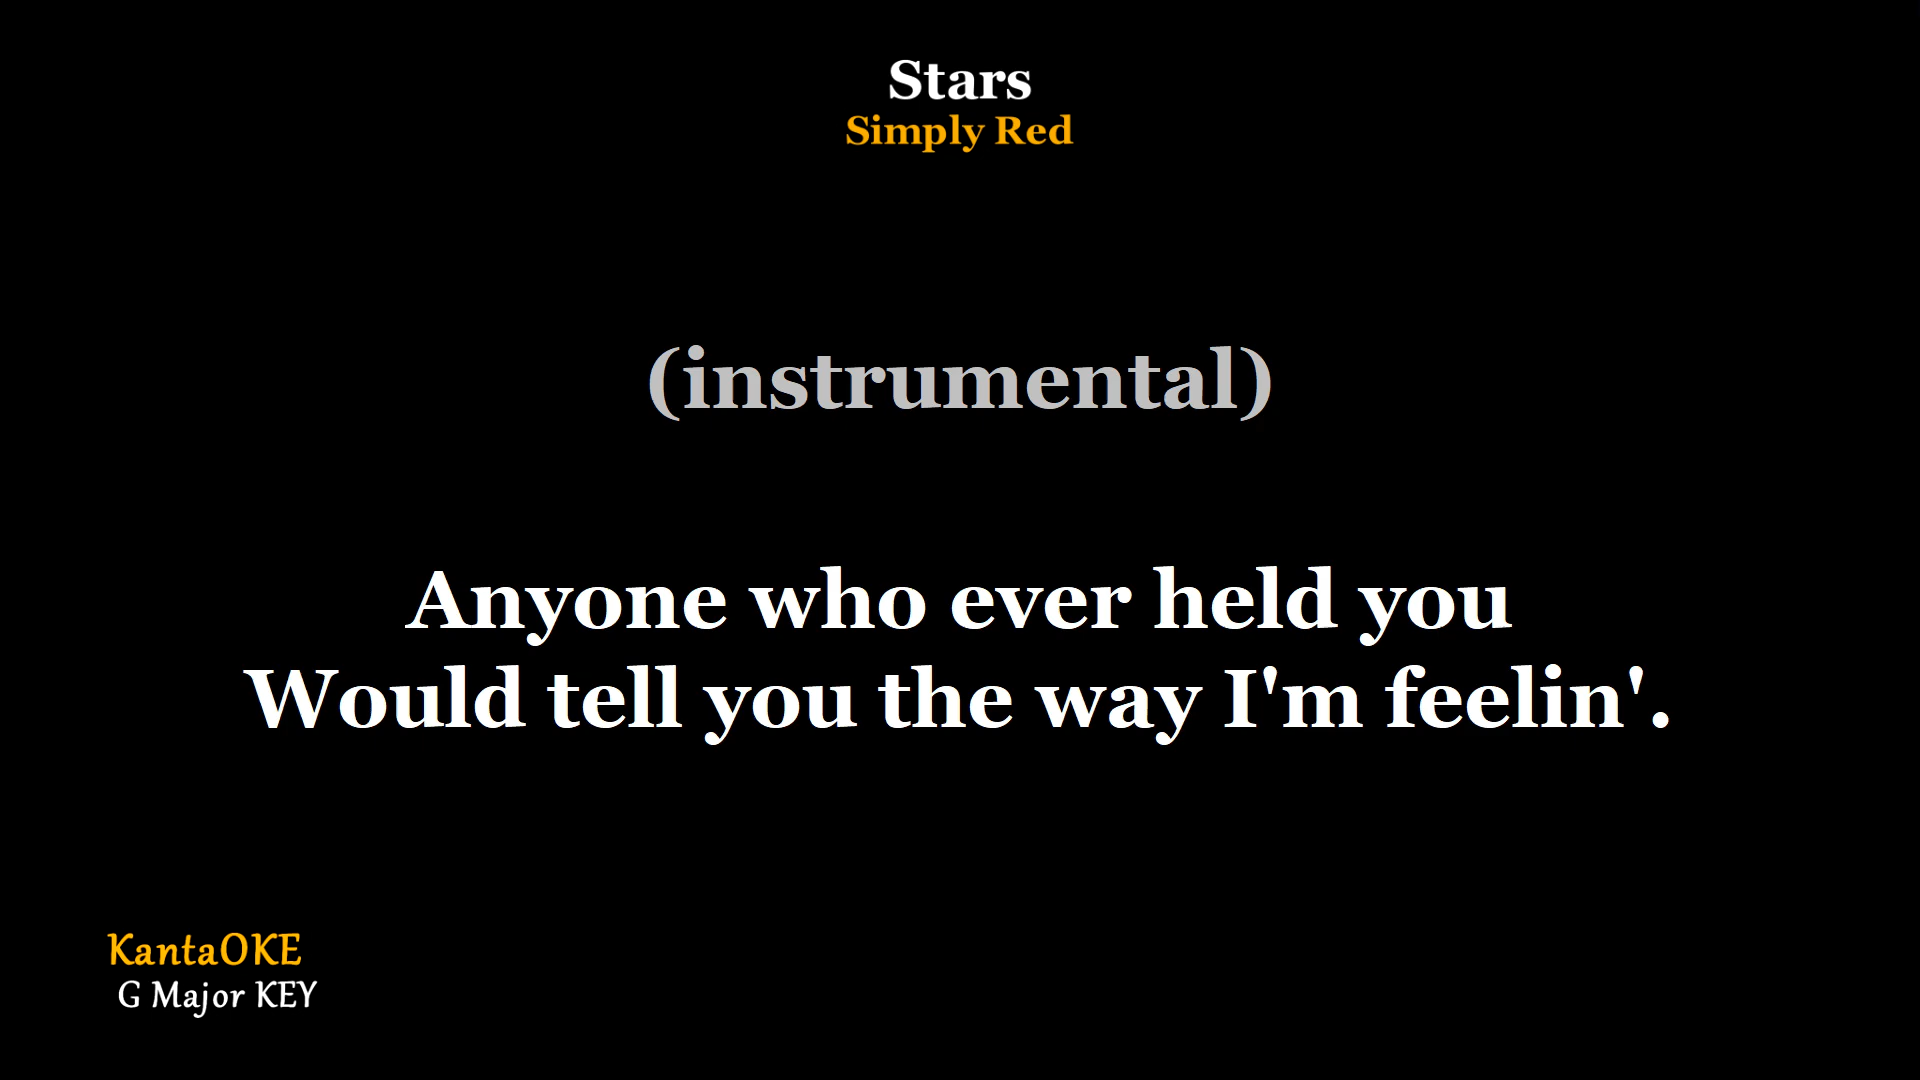 Stars
Simply Red
(instrumental)
Anyone who ever held you
Would tell you the way I'm feelin'.
KantaOKE
G Major KEY